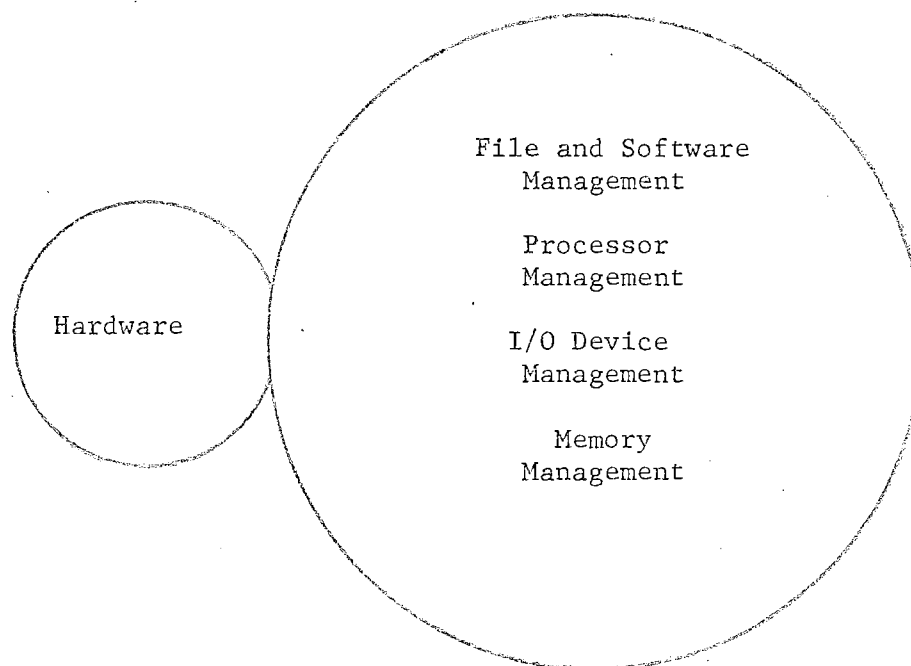 File and Software
Management
Processor
Management
Hardware
I/O Device
Management
Memory
Management